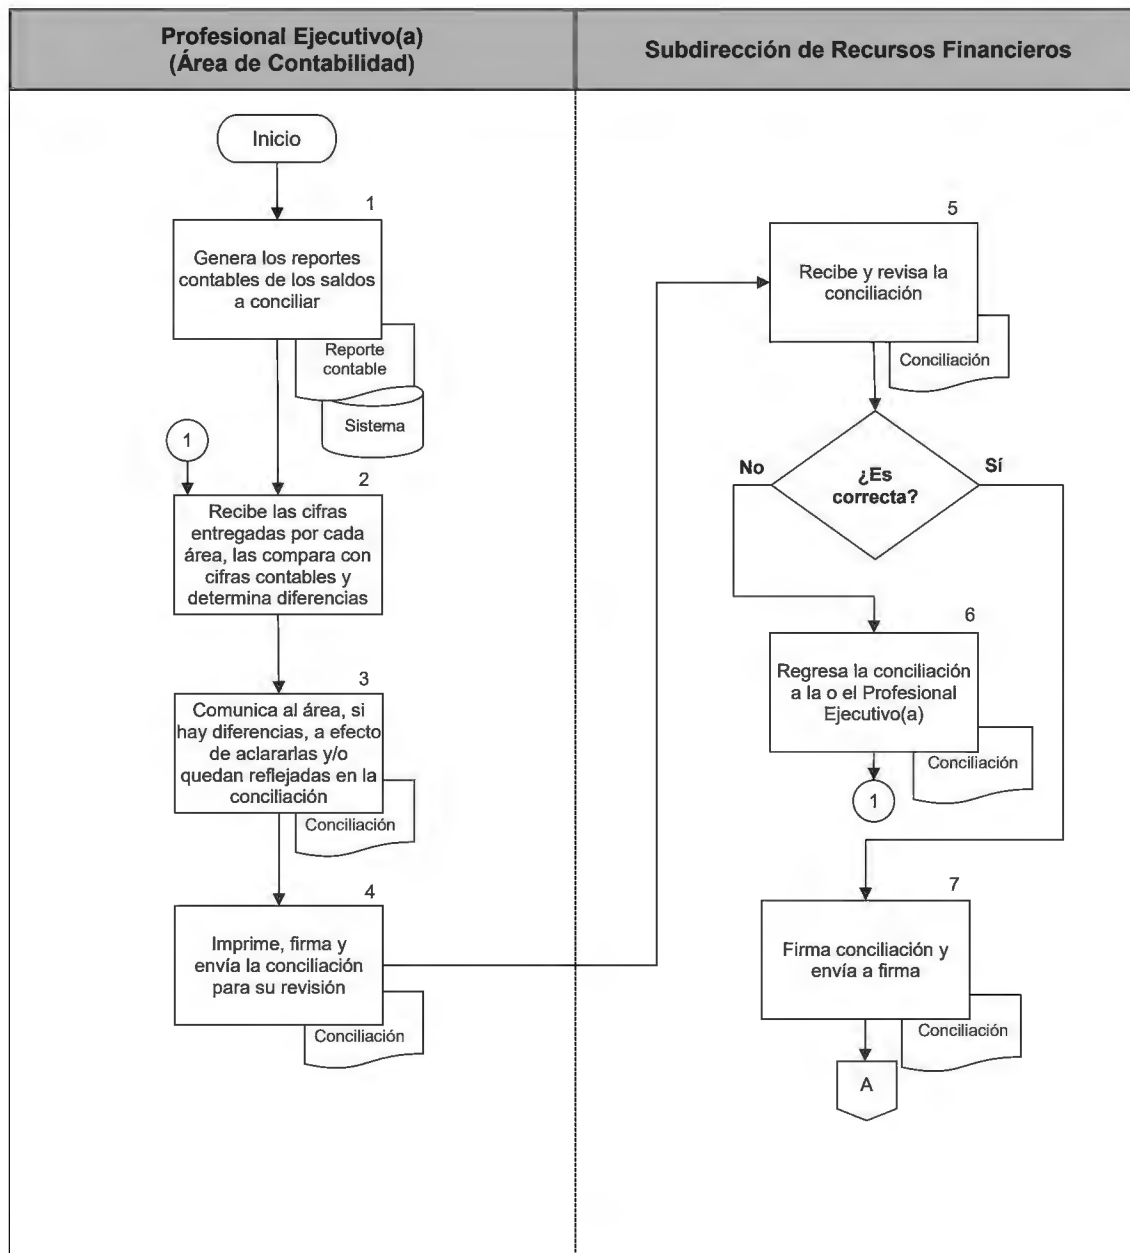 Profesional Ejecutivo(a)
(Área de Contabilidad)
Subdirección de Recursos Financieros
Inicio
1
Genera los reportes
contables de los saldos
a conciliar
Reporte
contable
Sistema
1
2
Recibe las cifras
entregadas por cada
área, las compara con
cifras contables y
determina diferencias
3
Comunica al área, si
hay diferencias, a efecto
de aclararlas y/o
quedan reflejadas en la
conciliación
Conciliación
4
Imprime, firma y
envía la conciliación
para su revisión
Conciliación
5
Recibe y revisa la
conciliación
Conciliación
¿Es
correcta?
No
Sí
6
Regresa la conciliación
a la o el Profesional
Ejecutivo(a)
Conciliación
1
7
Firma conciliación y
envía a firma
Conciliación
A